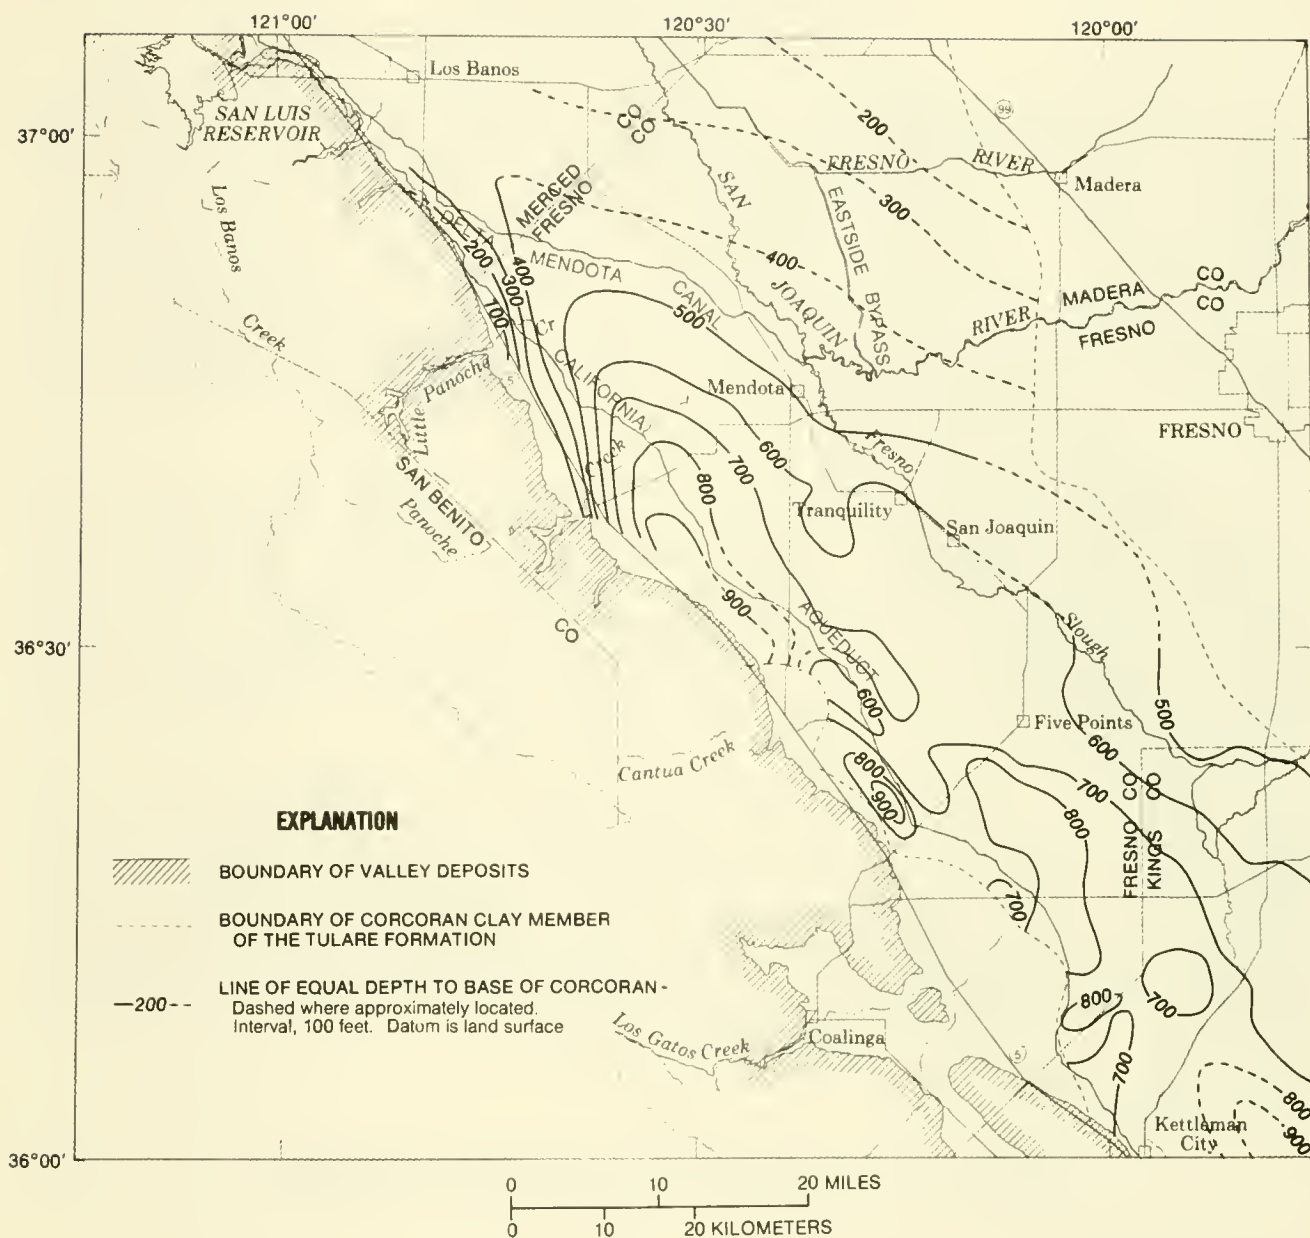 121°00'
120°30'
120°00'
Los Banos
SAN LUIS
RESERVOIR
37°00'
CO
CO
99
200
FRESNO RIVER
Madera
MERCED
FRESNO
SAN
JOAQUIN
RIVER
EASTSIDE
BYPASS
300
Los Banos
Creek
DELTA
MENDOTA
CANAL
400
200
300
400
100
500
MADERA CO
FRESNO CO
Cr
CALIFORNIA
AQUEDUCT
Little Panoche
5
Mendota
FRESNO
Fresno
Slough
Creek
600
700
800
SAN BENITO
CO
Panoche
Tranquility
San Joaquin
900
36°30'
600
Five Points
500
600
Cantua Creek
800
900
700
800
FRESNO CO
KINGS CO
700
800
700
700
Los Gatos Creek
Coalinga
5
Kettleman
City
800
900
EXPLANATION
BOUNDARY OF VALLEY DEPOSITS
BOUNDARY OF CORCORAN CLAY MEMBER
OF THE TULARE FORMATION
—200-- LINE OF EQUAL DEPTH TO BASE OF CORCORAN -
Dashed where approximately located.
Interval, 100 feet. Datum is land surface
36°00'
0 10 20 MILES
0 10 20 KILOMETERS